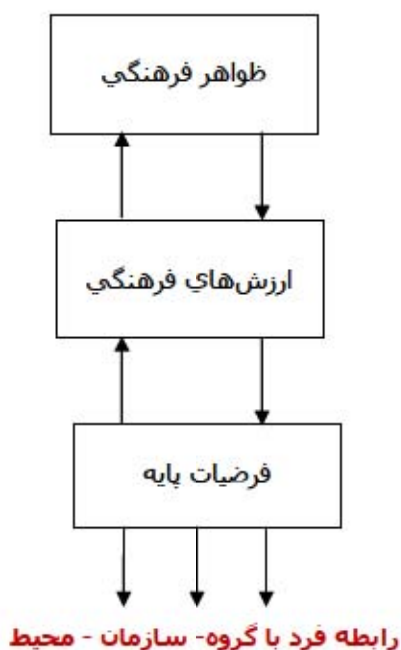 ظواهر فرهنگي
ارزش‌هاي فرهنگي
فرضيات پايه
رابطه فرد با گروه- سازمان - محيط